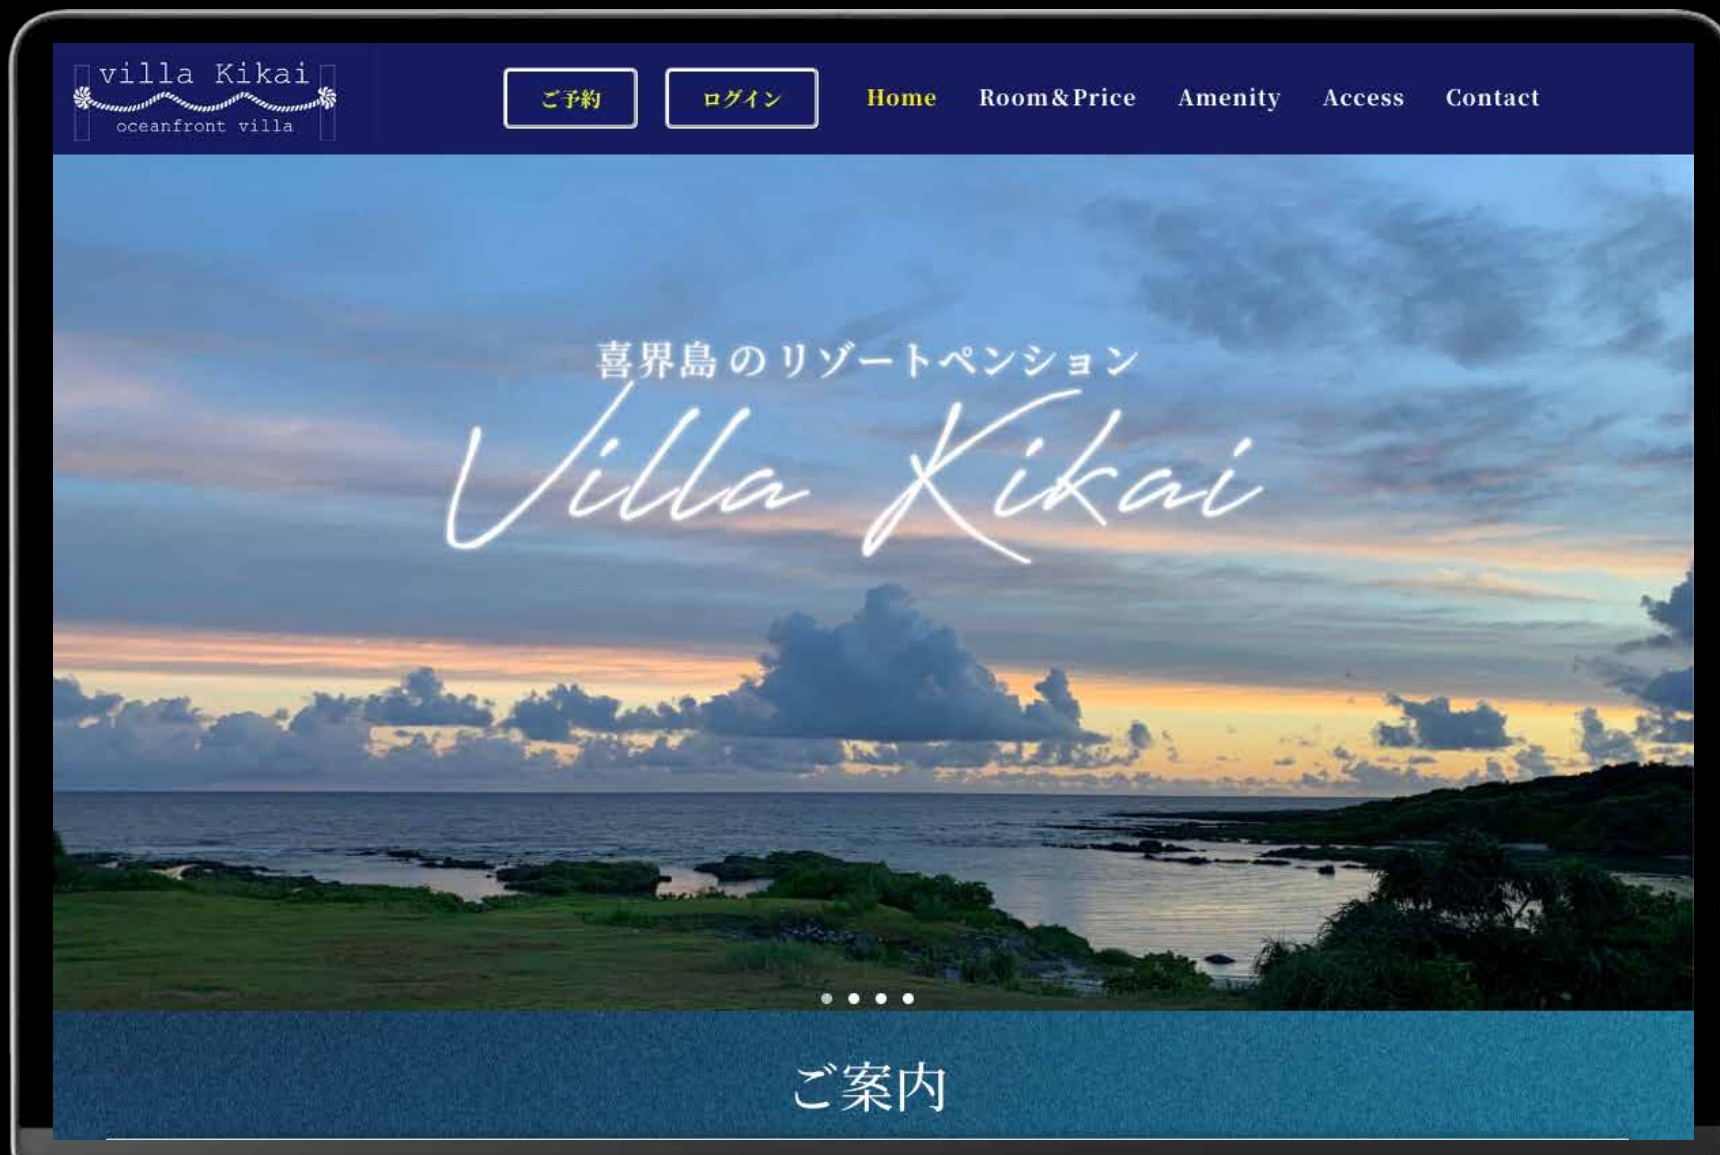 villa Kikai
oceanfront villa
ご予約
ログイン
Home
Room&Price
Amenity
Access
Contact
喜界島のリゾートペンション
Villa Kikai
ご案内